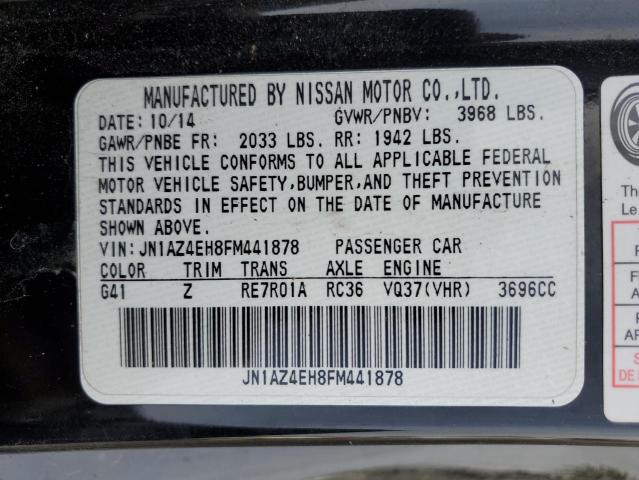 MANUFACTURED BY NISSAN MOTOR CO.,LTD.
DATE: 10/14 GVWR/PNBV: 3968 LBS.
GAWR/PNBE FR: 2033 LBS. RR: 1942 LBS.
THIS VEHICLE CONFORMS TO ALL APPLICABLE FEDERAL
MOTOR VEHICLE SAFETY,BUMPER,AND THEFT PREVENTION
STANDARDS IN EFFECT ON THE DATE OF MANUFACTURE
SHOWN ABOVE.
VIN:JN1AZ4EH8FM441878 PASSENGER CAR
COLOR TRIM TRANS AXLE ENGINE
G41 Z RE7R01A RC36 VQ37(VHR) 3696CC
JN1AZ4EH8FM441878
The
Le
DE